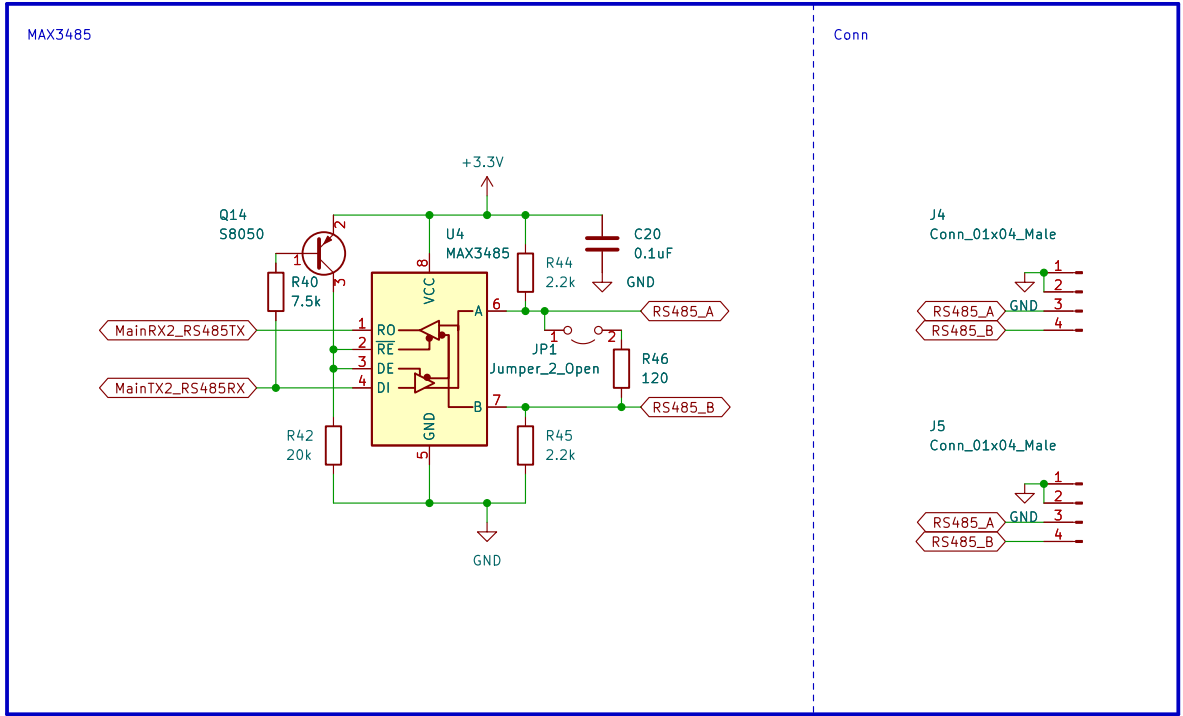 MAX3485
Conn
+3.3V
Q14
S8050
2
1
3
R40
7.5k
U4
MAX3485
8
VCC
R44
2.2k
C20
0.1uF
GND
MainRX2_RS485TX
1
RO
2
RE
3
DE
MainTX2_RS485RX
4
DI
A
6
RS485_A
1
2
JP1
Jumper_2_Open
R46
120
B
7
RS485_B
GND
5
R42
20k
R45
2.2k
GND
J4
Conn_01x04_Male
1
2
GND
3
RS485_A
4
RS485_B
J5
Conn_01x04_Male
1
2
GND
3
RS485_A
4
RS485_B